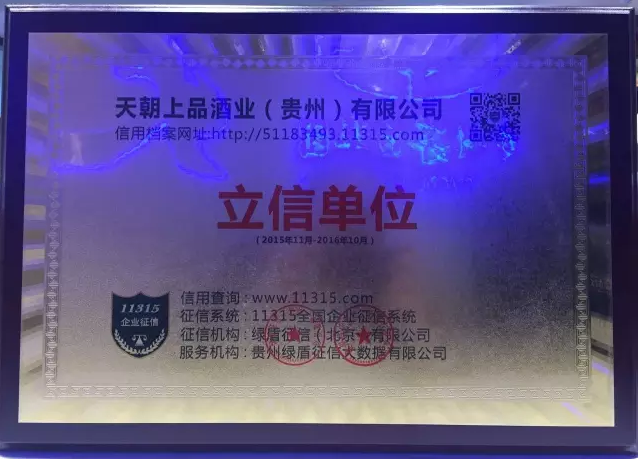 天朝上品酒业（贵州）有限公司
信用档案网址:http://51183493.11315.com
立信单位
（2015年11月-2016年10月）
11315
企业征信
信用查询：www.11315.com
征信系统：11315全国企业征信系统
征信机构：绿盾征信（北京）有限公司
服务机构：贵州绿盾征信大数据有限公司